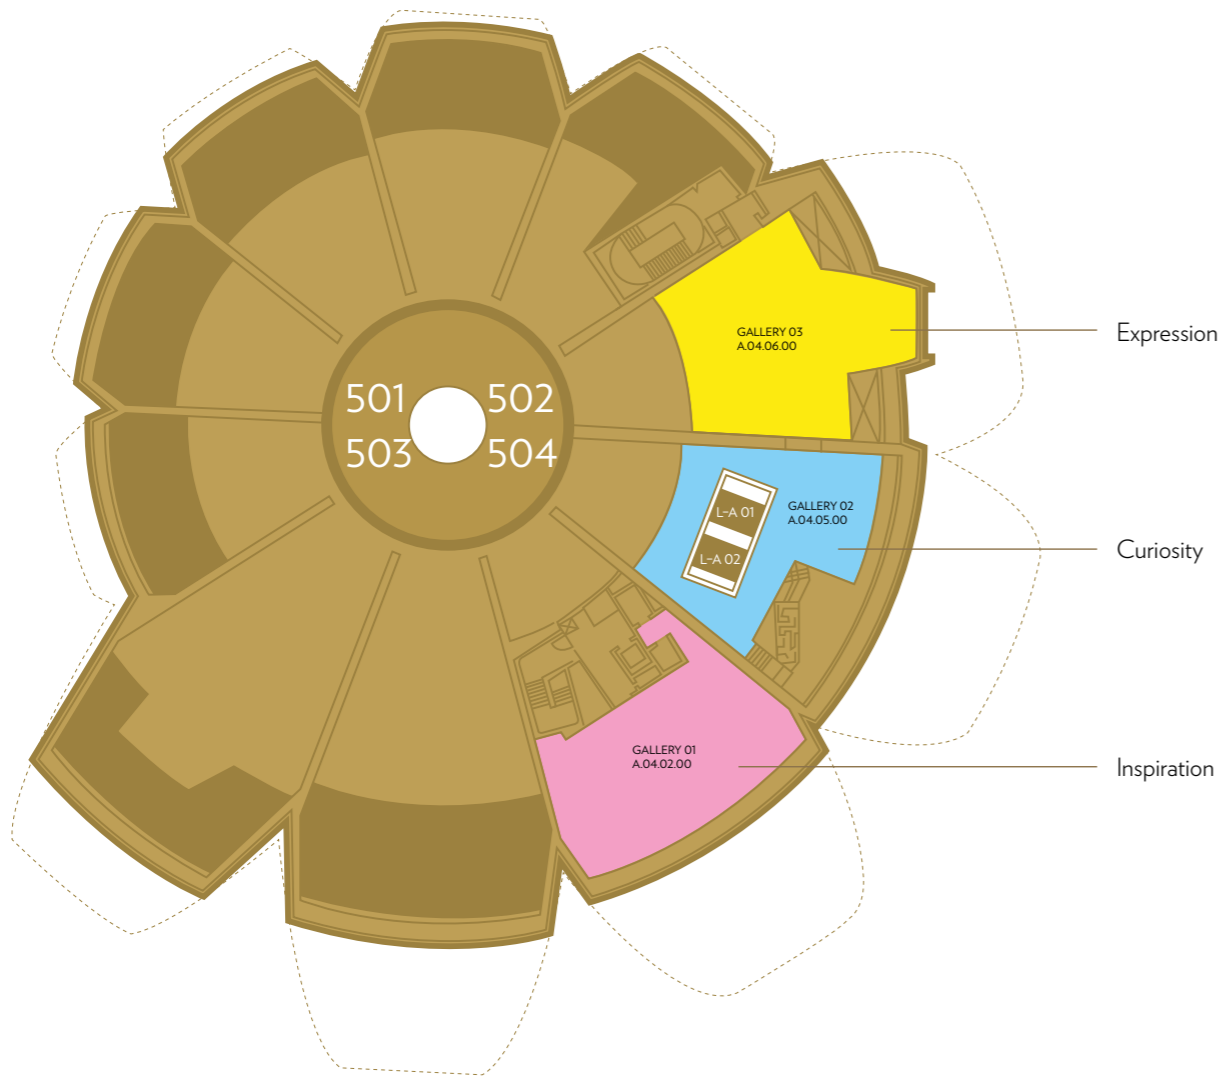 GALLERY 03
A.04.06.00
Expression
501 502
503 504
GALLERY 02
A.04.05.00
L-A 01
L-A 02
Curiosity
GALLERY 01
A.04.02.00
Inspiration